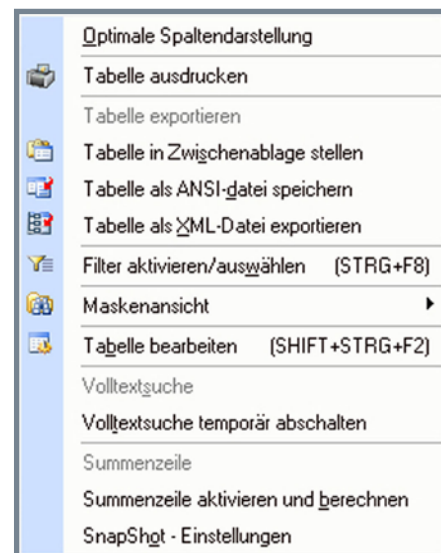 Optimale Spaltendarstellung
Tabelle ausdrucken
Tabelle exportieren
Tabelle in Zwischenablage stellen
Tabelle als ANSI-datei speichern
Tabelle als XML-Datei exportieren
Filter aktivieren/auswählen (STRG+F8)
Maskenansicht
Tabelle bearbeiten (SHIFT+STRG+F2)
Volltextsuche
Volltextsuche temporär abschalten
Summenzeile
Summenzeile aktivieren und berechnen
SnapShot - Einstellungen